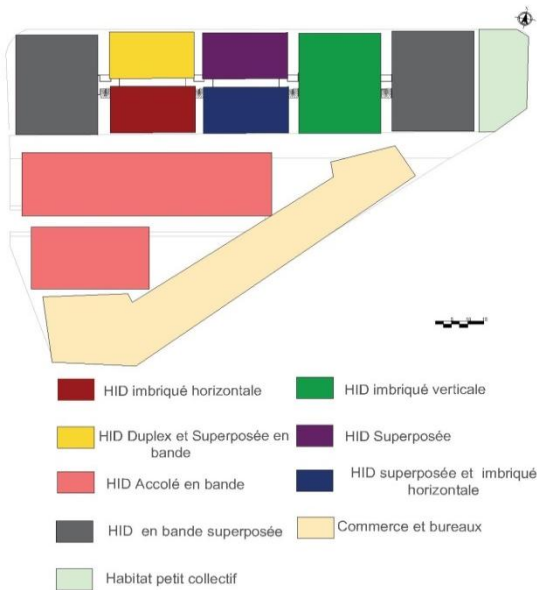 HID imbriqué horizontale
HID imbriqué verticale
HID Duplex et Superposée en
bande
HID Superposée
HID Accolé en bande
HID superposée et imbriqué
horizontale
HID en bande superposée
Commerce et bureaux
Habitat petit collectif